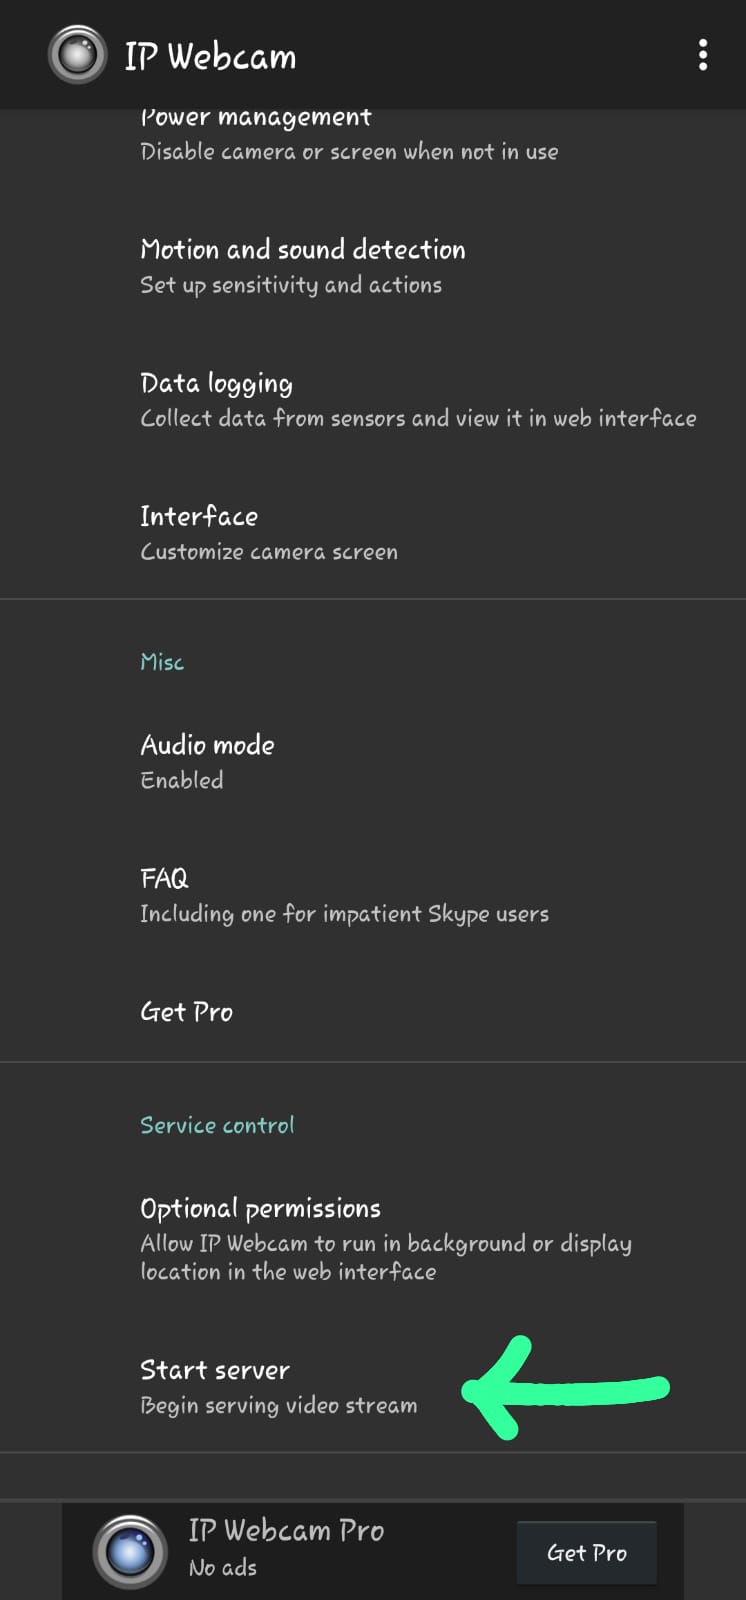 IP Webcam
Power management
Disable camera or screen when not in use
Motion and sound detection
Set up sensitivity and actions
Data logging
Collect data from sensors and view it in web interface
Interface
Customize camera screen
Misc
Audio mode
Enabled
FAQ
Including one for impatient Skype users
Get Pro
Service control
Optional permissions
Allow IP Webcam to run in background or display
location in the web interface
Start server
Begin serving video stream
IP Webcam Pro
No ads
Get Pro